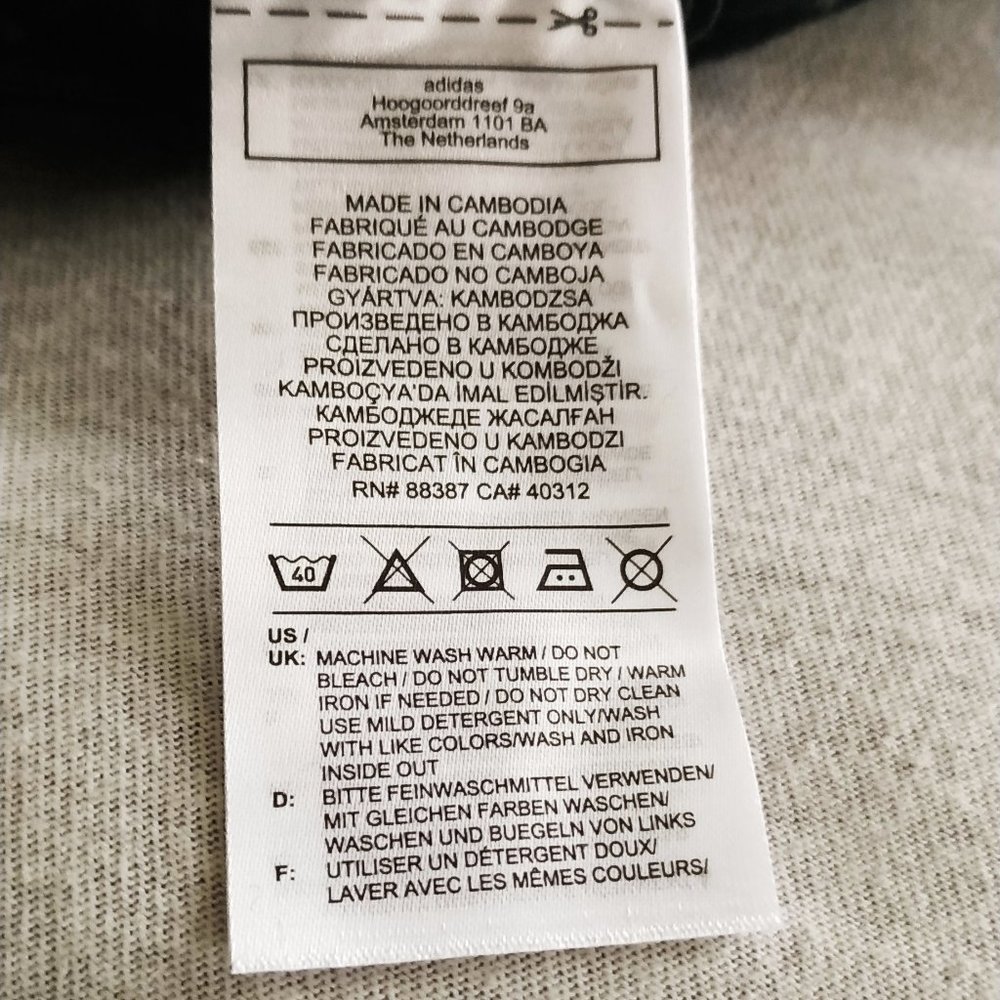 adidas
Hoogoorddreef 9a
Amsterdam 1101 BA
The Netherlands
MADE IN CAMBODIA
FABRIQUÉ AU CAMBODGE
FABRICADO EN CAMBOYA
FABRICADO NO CAMBOJA
GYÁRTVA: KAMBODZSA
ПРОИЗВЕДЕНО В КАМБОДЖА
СДЕЛАНО В КАМБОДЖЕ
PROIZVEDENO U KOMBODŽI
KAMBOÇYA'DA İMAL EDİLMİŞTİR.
КАМБОДЖЕДЕ ЖАСАЛҒАН
PROIZVEDENO U KAMBODZI
FABRICAT ÎN CAMBOGIA
RN# 88387 CA# 40312
40
US /
UK: MACHINE WASH WARM / DO NOT
BLEACH / DO NOT TUMBLE DRY / WARM
IRON IF NEEDED / DO NOT DRY CLEAN
USE MILD DETERGENT ONLY/WASH
WITH LIKE COLORS/WASH AND IRON
INSIDE OUT
D: BITTE FEINWASCHMITTEL VERWENDEN/
MIT GLEICHEN FARBEN WASCHEN/
WASCHEN UND BUEGELN VON LINKS
F: UTILISER UN DÉTERGENT DOUX/
LAVER AVEC LES MÊMES COULEURS/